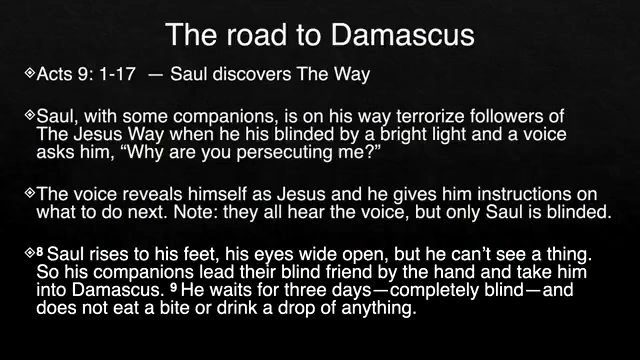 The road to Damascus
Acts 9: 1-17 — Saul discovers The Way
Saul, with some companions, is on his way terrorize followers of
The Jesus Way when he his blinded by a bright light and a voice
asks him, “Why are you persecuting me?”
The voice reveals himself as Jesus and he gives him instructions on
what to do next. Note: they all hear the voice, but only Saul is blinded.
8 Saul rises to his feet, his eyes wide open, but he can’t see a thing.
So his companions lead their blind friend by the hand and take him
into Damascus. 9 He waits for three days—completely blind—and
does not eat a bite or drink a drop of anything.